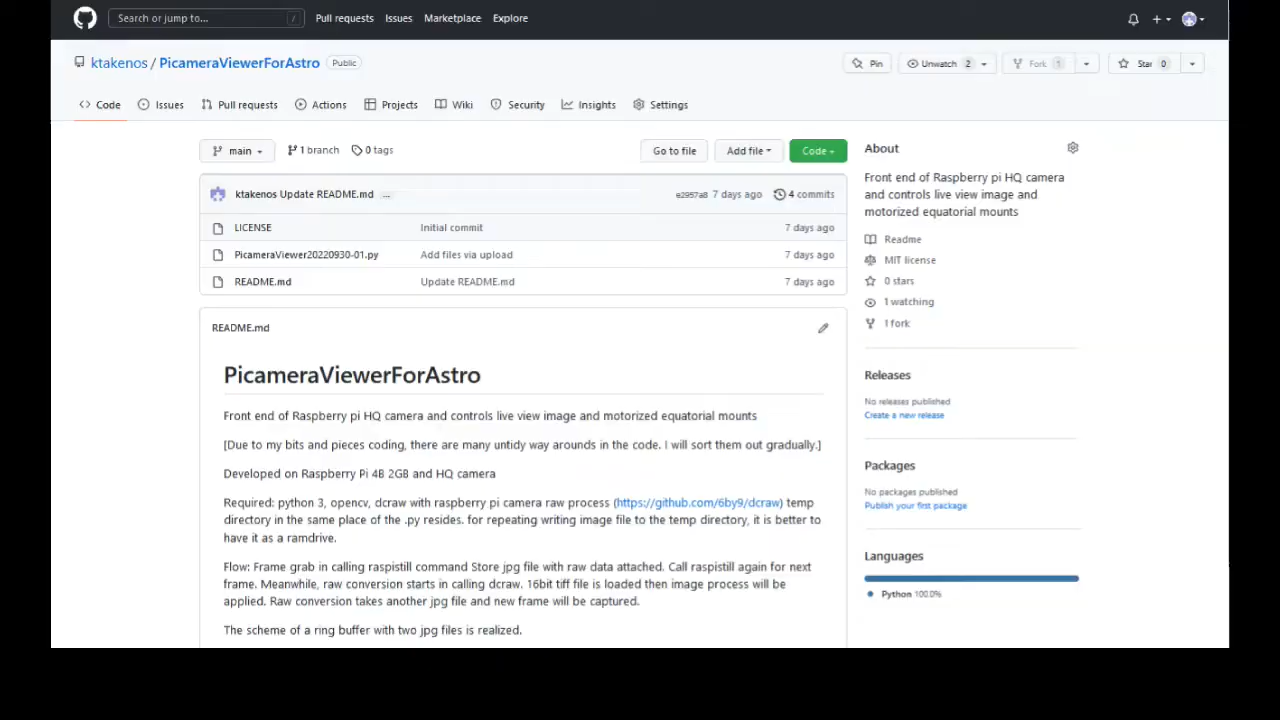 Search or jump to... /
Pull requests Issues Marketplace Explore
ktakenos / PicameraViewerForAstro Public
Pin Unwatch 2 Fork 1 Star 0
Code Issues Pull requests Actions Projects Wiki Security Insights Settings
main 1 branch 0 tags Go to file Add file Code
ktakenos Update README.md ... e2957a8 7 days ago 4 commits
LICENSE Initial commit 7 days ago
PicameraViewer20220930-01.py Add files via upload 7 days ago
README.md Update README.md 7 days ago
README.md
PicameraViewerForAstro
Front end of Raspberry pi HQ camera and controls live view image and motorized equatorial mounts
[Due to my bits and pieces coding, there are many untidy way arounds in the code. I will sort them out gradually.]
Developed on Raspberry Pi 4B 2GB and HQ camera
Required: python 3, opencv, dcraw with raspberry pi camera raw process (https://github.com/6by9/dcraw) temp
directory in the same place of the .py resides. for repeating writing image file to the temp directory, it is better to
have it as a ramdrive.
Flow: Frame grab in calling raspistill command Store jpg file with raw data attached. Call raspistill again for next
frame. Meanwhile, raw conversion starts in calling dcraw. 16bit tiff file is loaded then image process will be
applied. Raw conversion takes another jpg file and new frame will be captured.
The scheme of a ring buffer with two jpg files is realized.
About
Front end of Raspberry pi HQ camera
and controls live view image and
motorized equatorial mounts
Readme
MIT license
0 stars
1 watching
1 fork
Releases
No releases published
Create a new release
Packages
No packages published
Publish your first package
Languages
Python 100.0%